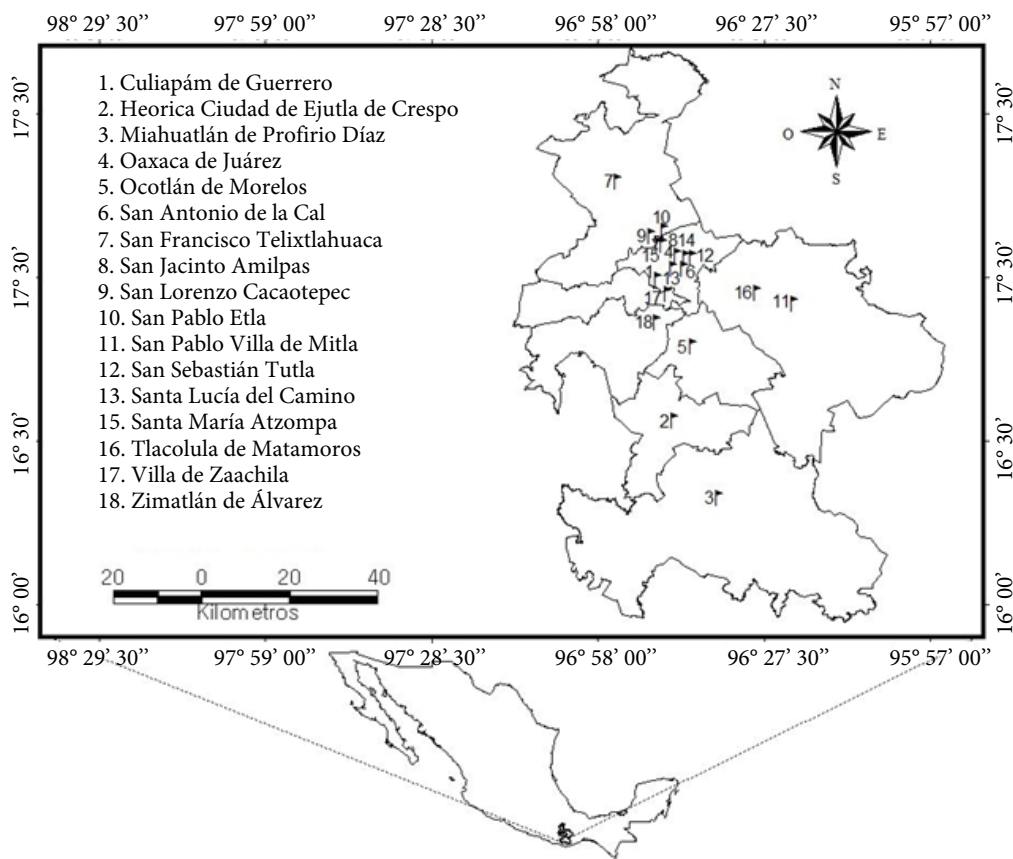 98° 29' 30’’ 97° 59’ 00’’ 97° 28’ 30’’ 96° 58’ 00’’ 96° 27’ 30’’ 95° 57’ 00’’
1. Culiapám de Guerrero
2. Heorica Ciudad de Ejutla de Crespo
3. Miahuatlán de Profirio Díaz
4. Oaxaca de Juárez
5. Ocotlán de Morelos
6. San Antonio de la Cal
7. San Francisco Telixtlahuaca
8. San Jacinto Amilpas
9. San Lorenzo Cacaotepec
10. San Pablo Etla
11. San Pablo Villa de Mitla
12. San Sebastián Tutla
13. Santa Lucía del Camino
15. Santa María Atzompa
16. Tlacolula de Matamoros
17. Villa de Zaachila
18. Zimatlán de Álvarez
N
O E
S
17° 30’ 17° 30’
17° 30’ 17° 30’
16° 30’ 16° 30’
16° 00’ 16° 00’
7
10
9
8 14
15 4 12
1 13 6
17
16
11
18
5
2
3
20 0 20 40
Kilometros
98° 29’ 30’’ 97° 59’ 00’’ 97° 28’ 30’’ 96° 58’ 00’’ 96° 27’ 30’’ 95° 57’ 00’’